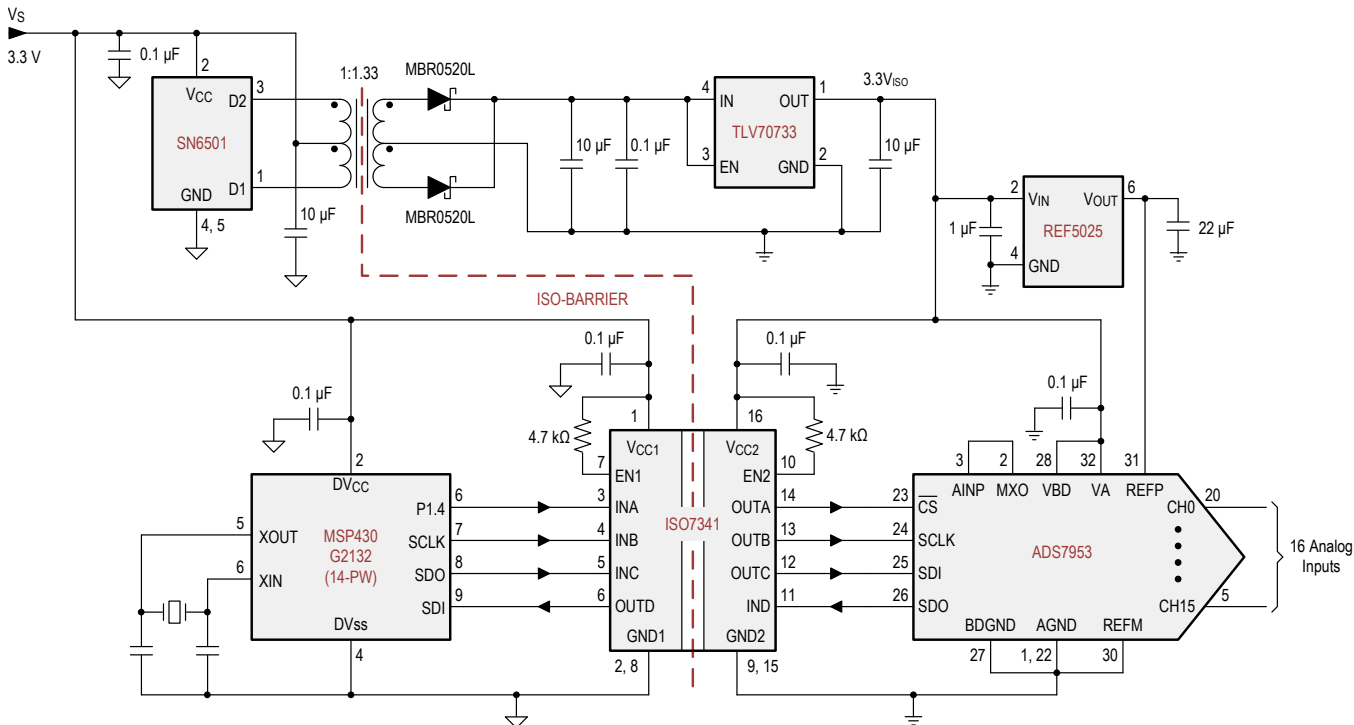 VS
3.3 V
0.1 µF
2
VCC
D2
3
SN6501
D1
1
GND
4, 5
10 µF
1:1.33
MBR0520L
MBR0520L
10 µF
0.1 µF
4
IN
OUT
1
TLV70733
3
EN
GND
2
3.3VISO
10 µF
2
VIN
VOUT
6
REF5025
1 µF
4
GND
22 µF
ISO-BARRIER
0.1 µF
2
DVCC
5
XOUT
6
XIN
MSP430
G2132
(14-PW)
P1.4
6
SCLK
7
SDO
8
SDI
9
DVss
4
0.1 µF
4.7 kΩ
1
VCC1
7
EN1
3
INA
4
INB
5
INC
6
OUTD
GND1
2, 8
ISO7341
0.1 µF
4.7 kΩ
16
VCC2
10
EN2
14
OUTA
13
OUTB
12
OUTC
11
IND
GND2
9, 15
0.1 µF
3
2
28
32
31
AINP
MXO
VBD
VA
REFP
23
CS
24
SCLK
25
SDI
26
SDO
ADS7953
CH0
20
CH15
5
BDGND
AGND
REFM
27
1, 22
30
16 Analog
Inputs